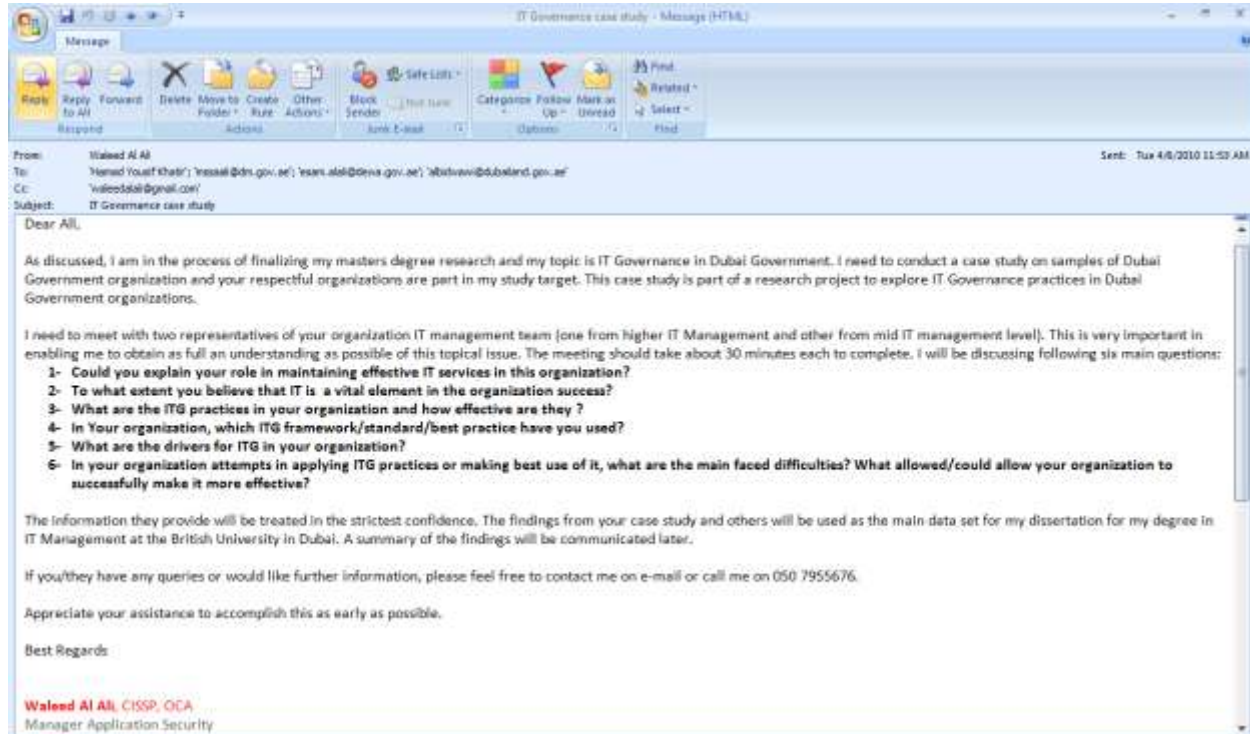 IT Governance case study - Message (HTML)
Message
Reply
Reply to All
Forward
Delete
Move to Folder
Create Rule
Other Actions
Block Sender
Safe Lists
Not Junk
Categorize
Follow Up
Mark as Unread
Find
Related
Select
Respond
Actions
Junk E-mail
Options
Find
From: Waleed Al Ali
Sent: Tue 4/6/2010 11:53 AM
To: 'Hamad Yousif Khatir';
Cc: 'waleedalali@gmail.com'
Subject: IT Governance case study
Dear All,
As discussed, I am in the process of finalizing my masters degree research and my topic is IT Governance in Dubai Government. I need to conduct a case study on samples of Dubai
Government organization and your respectful organizations are part in my study target. This case study is part of a research project to explore IT Governance practices in Dubai
Government organizations.
I need to meet with two representatives of your organization IT management team (one from higher IT Management and other from mid IT management level). This is very important in
enabling me to obtain as full an understanding as possible of this topical issue. The meeting should take about 30 minutes each to complete. I will be discussing following six main questions:
1- Could you explain your role in maintaining effective IT services in this organization?
2- To what extent you believe that IT is a vital element in the organization success?
3- What are the ITG practices in your organization and how effective are they ?
4- In Your organization, which ITG framework/standard/best practice have you used?
5- What are the drivers for ITG in your organization?
6- In your organization attempts in applying ITG practices or making best use of it, what are the main faced difficulties? What allowed/could allow your organization to
successfully make it more effective?
The information they provide will be treated in the strictest confidence. The findings from your case study and others will be used as the main data set for my dissertation for my degree in
IT Management at the British University in Dubai. A summary of the findings will be communicated later.
If you/they have any queries or would like further information, please feel free to contact me on e-mail or call me on 050 7955676.
Appreciate your assistance to accomplish this as early as possible.
Best Regards
Waleed Al Ali, CISSP, OCA
Manager Application Security